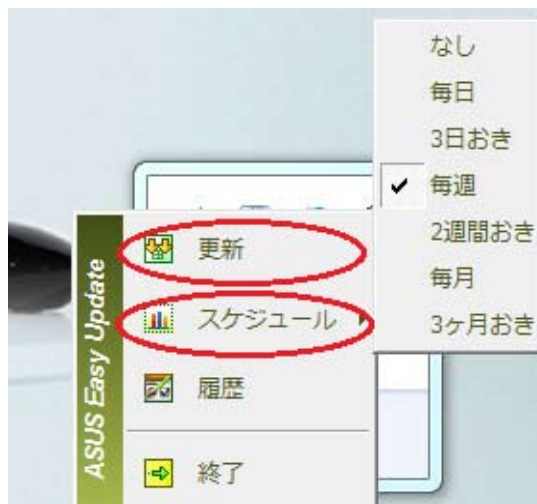 なし
毎日
3日おき
毎週
2週間おき
毎月
3ヶ月おき
ASUS Easy Update
更新
スケジュール
履歴
終了